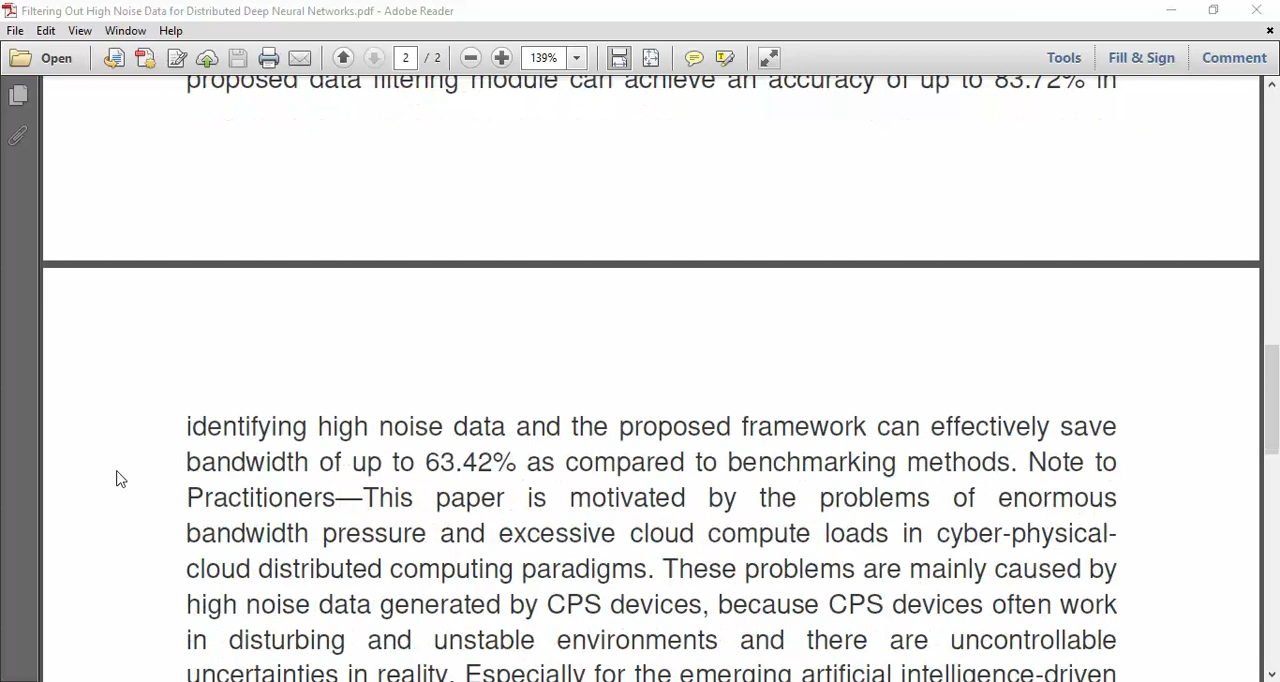 Filtering Out High Noise Data for Distributed Deep Neural Networks.pdf - Adobe Reader
File Edit View Window Help
Open 2 / 2 139% Tools Fill & Sign Comment
proposed data filtering module can achieve an accuracy of up to 83.72% in
identifying high noise data and the proposed framework can effectively save
bandwidth of up to 63.42% as compared to benchmarking methods. Note to
Practitioners—This paper is motivated by the problems of enormous
bandwidth pressure and excessive cloud compute loads in cyber-physical-
cloud distributed computing paradigms. These problems are mainly caused by
high noise data generated by CPS devices, because CPS devices often work
in disturbing and unstable environments and there are uncontrollable
uncertainties in reality. Especially for the emerging artificial intelligence-driven